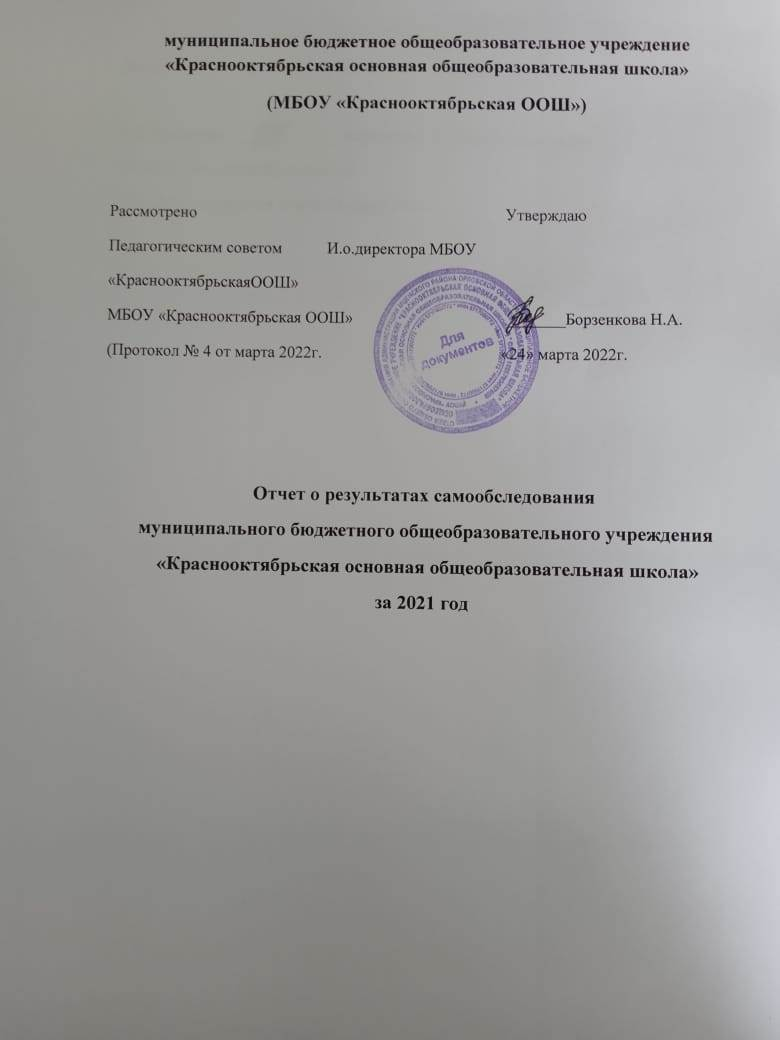 муниципальное бюджетное общеобразовательное учреждение
«Краснооктябрьская основная общеобразовательная школа»
(МБОУ «Краснооктябрьская ООШ»)
Рассмотрено Утверждаю
Педагогическим советом И.о.директора МБОУ
«КраснооктябрьскаяООШ»
МБОУ «Краснооктябрьская ООШ» Борзенкова Н.А.
(Протокол № 4 от марта 2022г. «24» марта 2022г.
Для
документов
Отчет о результатах самообследования
муниципального бюджетного общеобразовательного учреждения
«Краснооктябрьская основная общеобразовательная школа»
за 2021 год